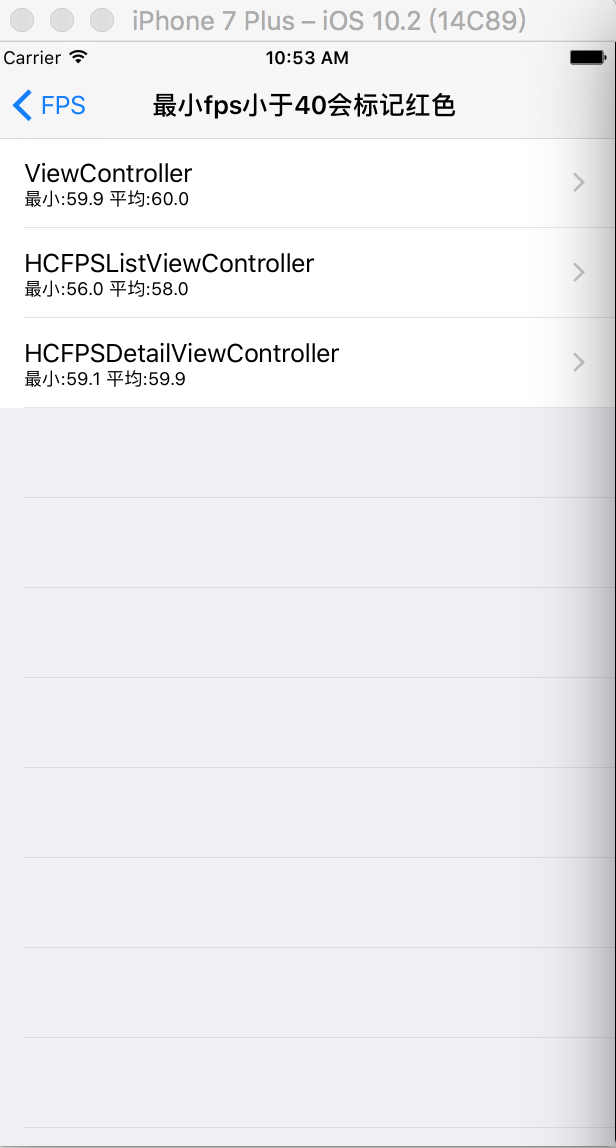 iPhone 7 Plus – iOS 10.2 (14C89)
Carrier 10:53 AM
FPS 最小fps小于40会标记红色
ViewController
最小:59.9 平均:60.0
HCFPSListViewController
最小:56.0 平均:58.0
HCFPSDetailViewController
最小:59.1 平均:59.9